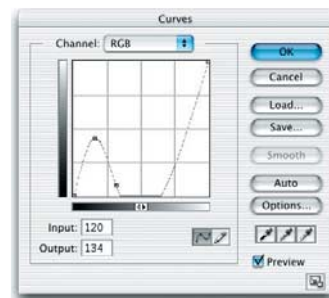 Curves
Channel: RGB
OK
Cancel
Load...
Save...
Smooth
Auto
Options...
Input: 120
Output: 134
Preview